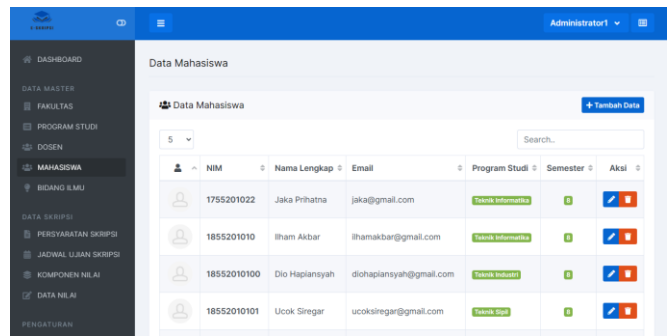 E-SKRIPSI
Administrator1
DASHBOARD
DATA MASTER
FAKULTAS
PROGRAM STUDI
DOSEN
MAHASISWA
BIDANG ILMU
DATA SKRIPSI
PERSYARATAN SKRIPSI
JADWAL UJIAN SKRIPSI
KOMPONEN NILAI
DATA NILAI
PENGATURAN
Data Mahasiswa
Data Mahasiswa
+ Tambah Data
5
Search..
NIM Nama Lengkap Email Program Studi Semester Aksi
1755201022 Jaka Prihatna jaka@gmail.com Teknik Informatika 8
1855201010 Ilham Akbar ilhamakbar@gmail.com Teknik Informatika 8
18552010100 Dio Hapiansyah diohapiansyah@gmail.com Teknik Industri 8
18552010101 Ucok Siregar ucoksiregar@gmail.com Teknik Sipil 8